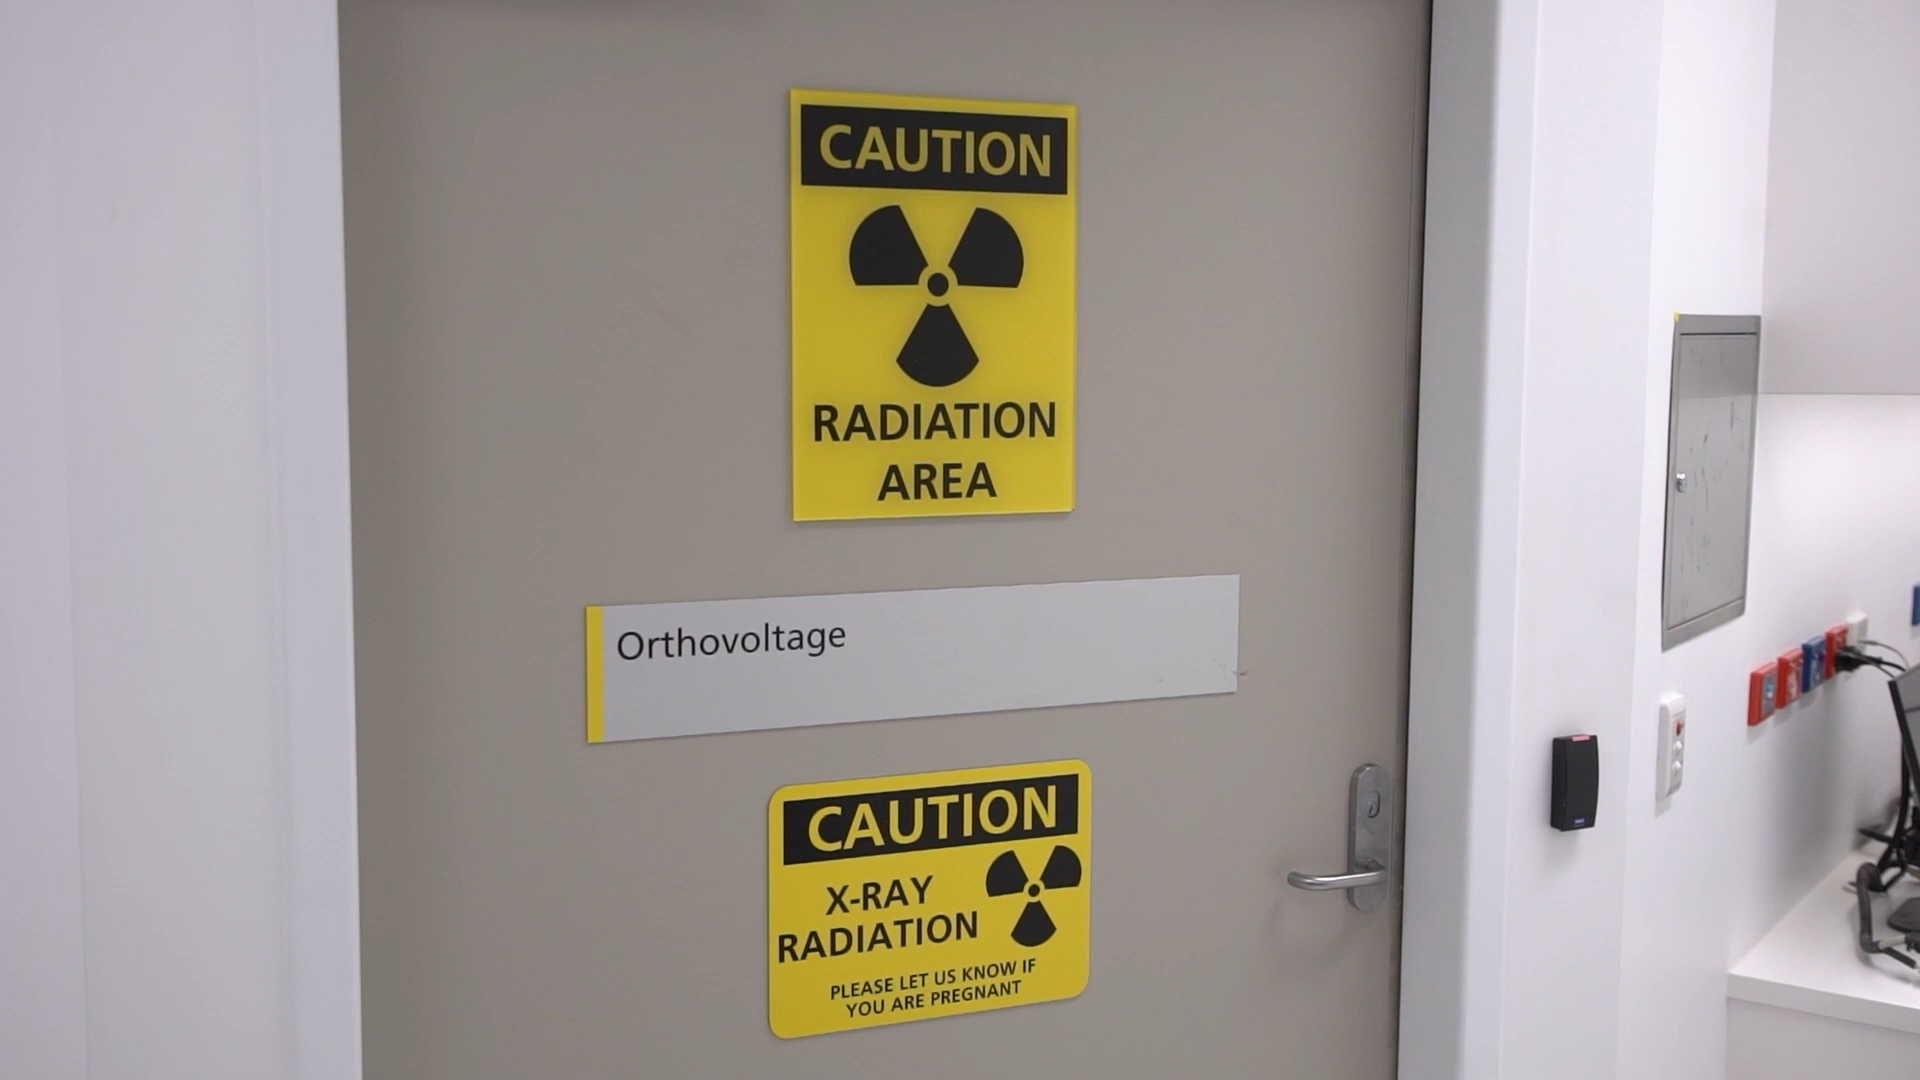 CAUTION
RADIATION
AREA
Orthovoltage
CAUTION
X-RAY
RADIATION
PLEASE LET US KNOW IF
YOU ARE PREGNANT